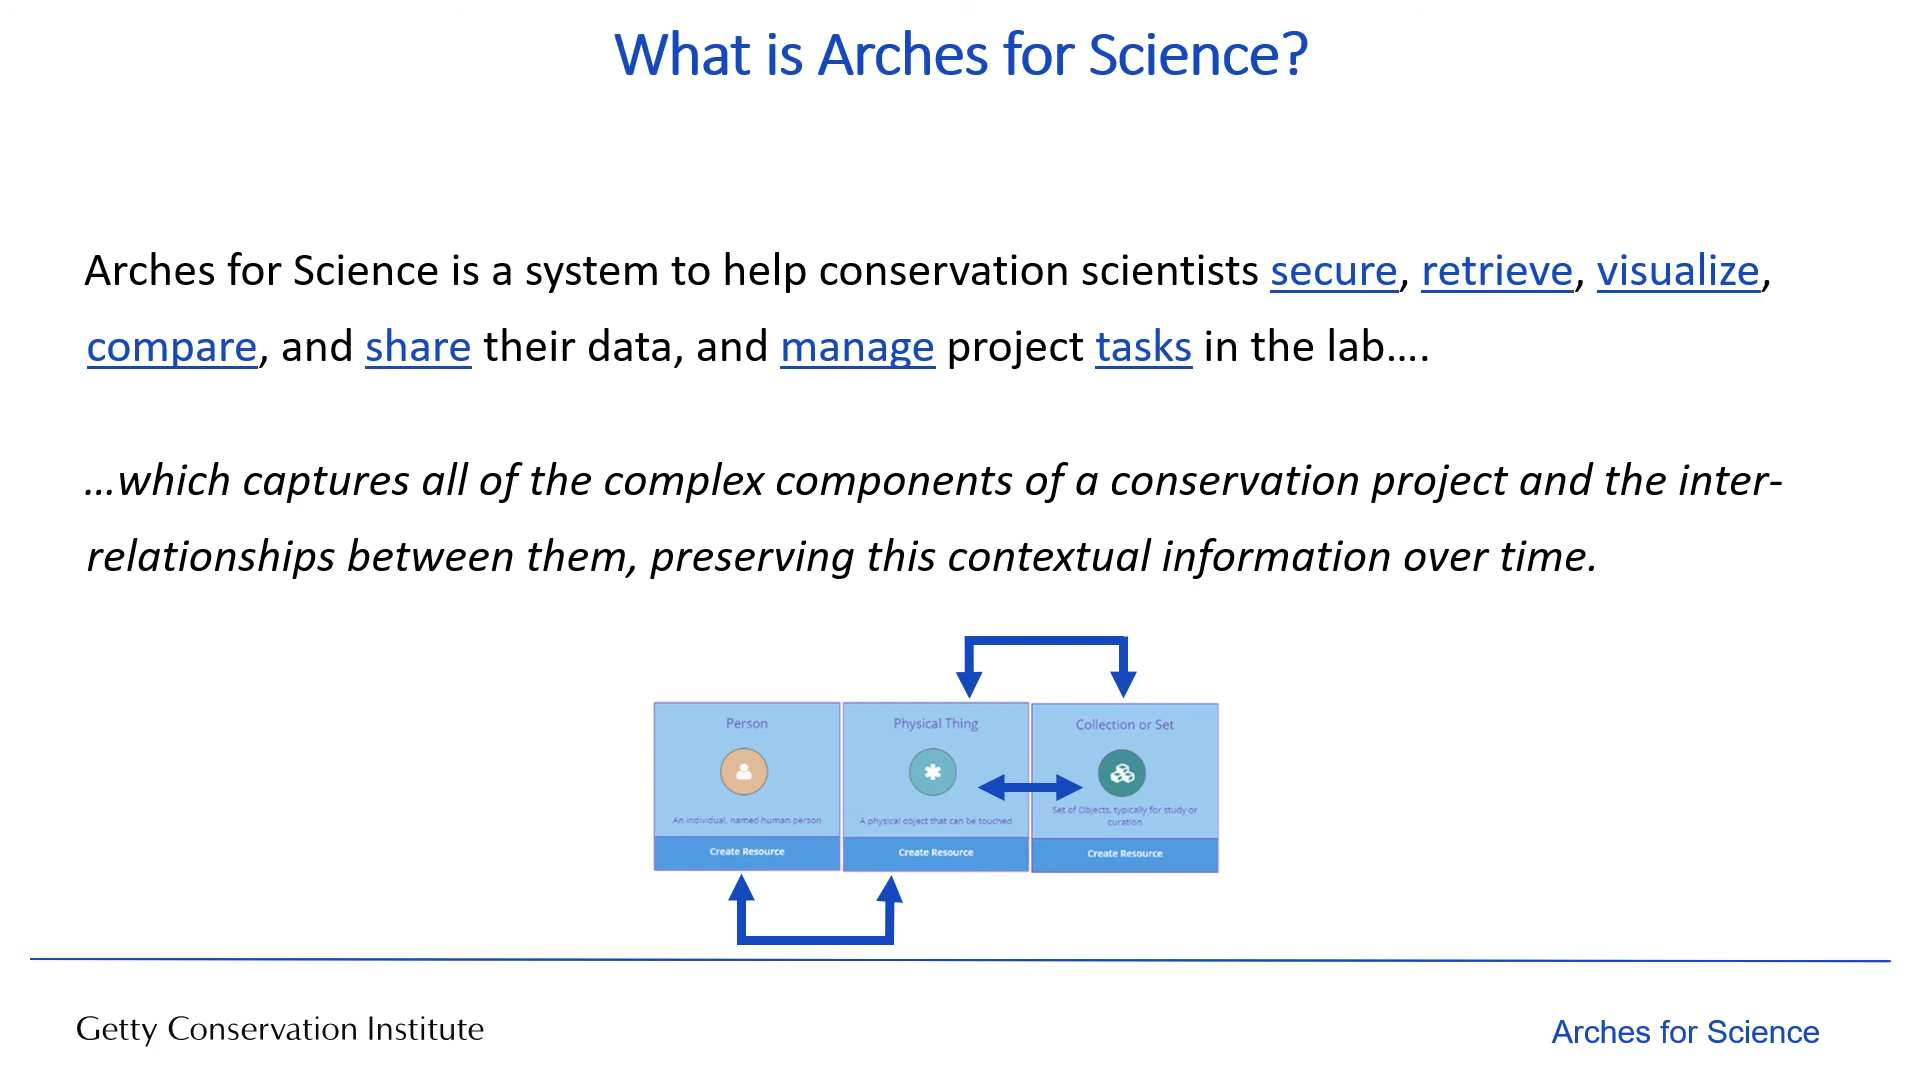 What is Arches for Science?
Arches for Science is a system to help conservation scientists secure, retrieve, visualize,
compare, and share their data, and manage project tasks in the lab....
...which captures all of the complex components of a conservation project and the inter-
relationships between them, preserving this contextual information over time.
Person
An individual, named human person
Create Resource
Physical Thing
A physical object that can be touched
Create Resource
Collection or Set
Set of Objects, typically for study or
curation
Create Resource
Getty Conservation Institute
Arches for Science